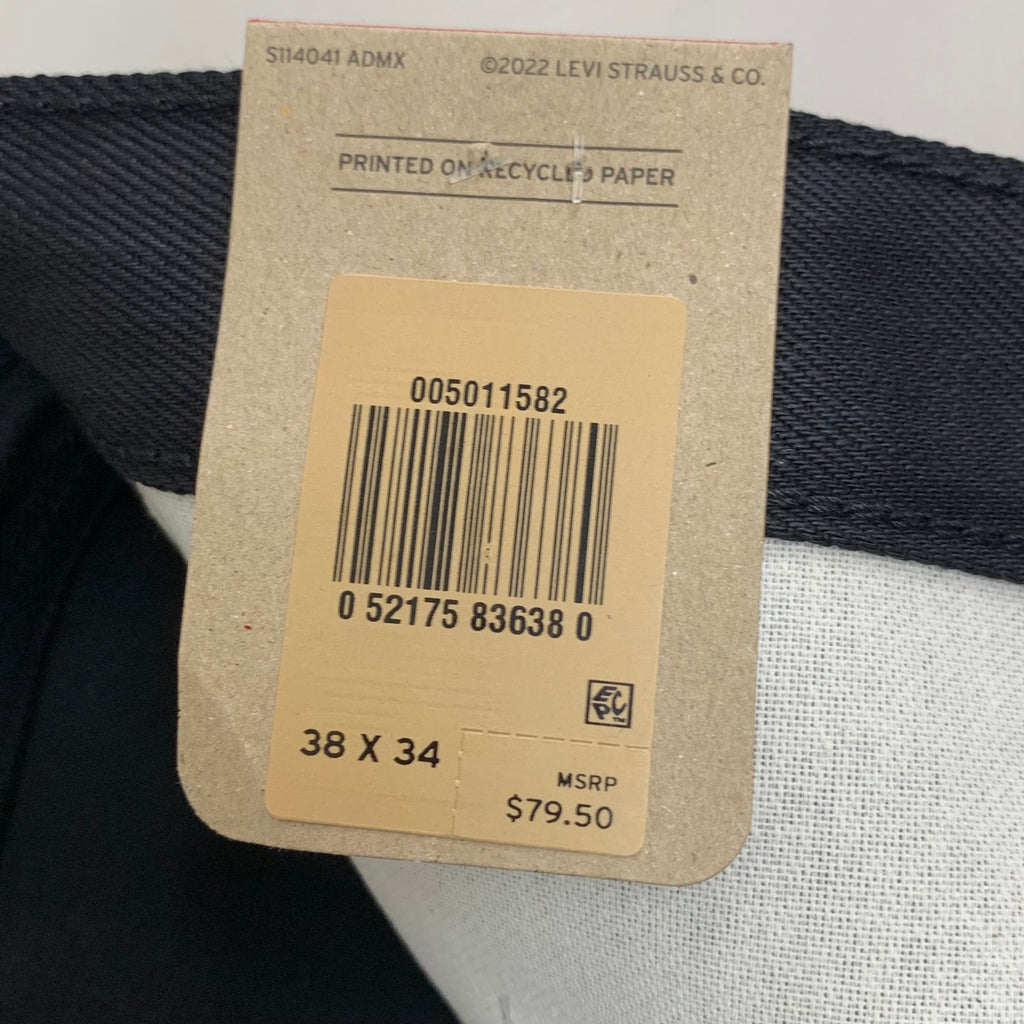 S114041 ADMX ©2022 LEVI STRAUSS & CO.
PRINTED ON RECYCLED PAPER
005011582
0 52175 83638 0
ECPC™
38 X 34
MSRP
$79.50